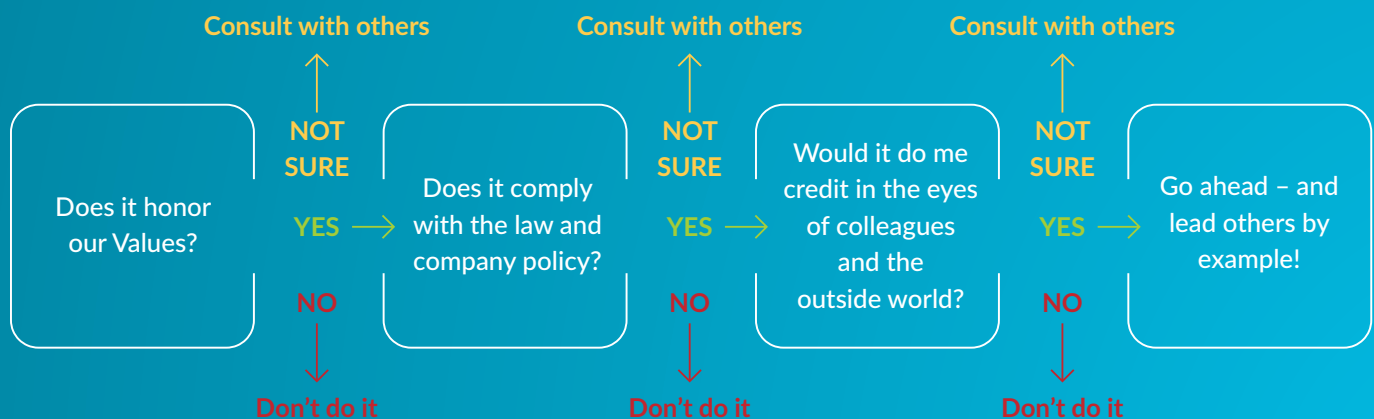 Consult with others
Consult with others
Consult with others
Does it honor
our Values?
NOT
SURE
YES
NO
Don't do it
Does it comply
with the law and
company policy?
NOT
SURE
YES
NO
Don't do it
Would it do me
credit in the eyes
of colleagues
and the
outside world?
NOT
SURE
YES
NO
Don't do it
Go ahead – and
lead others by
example!